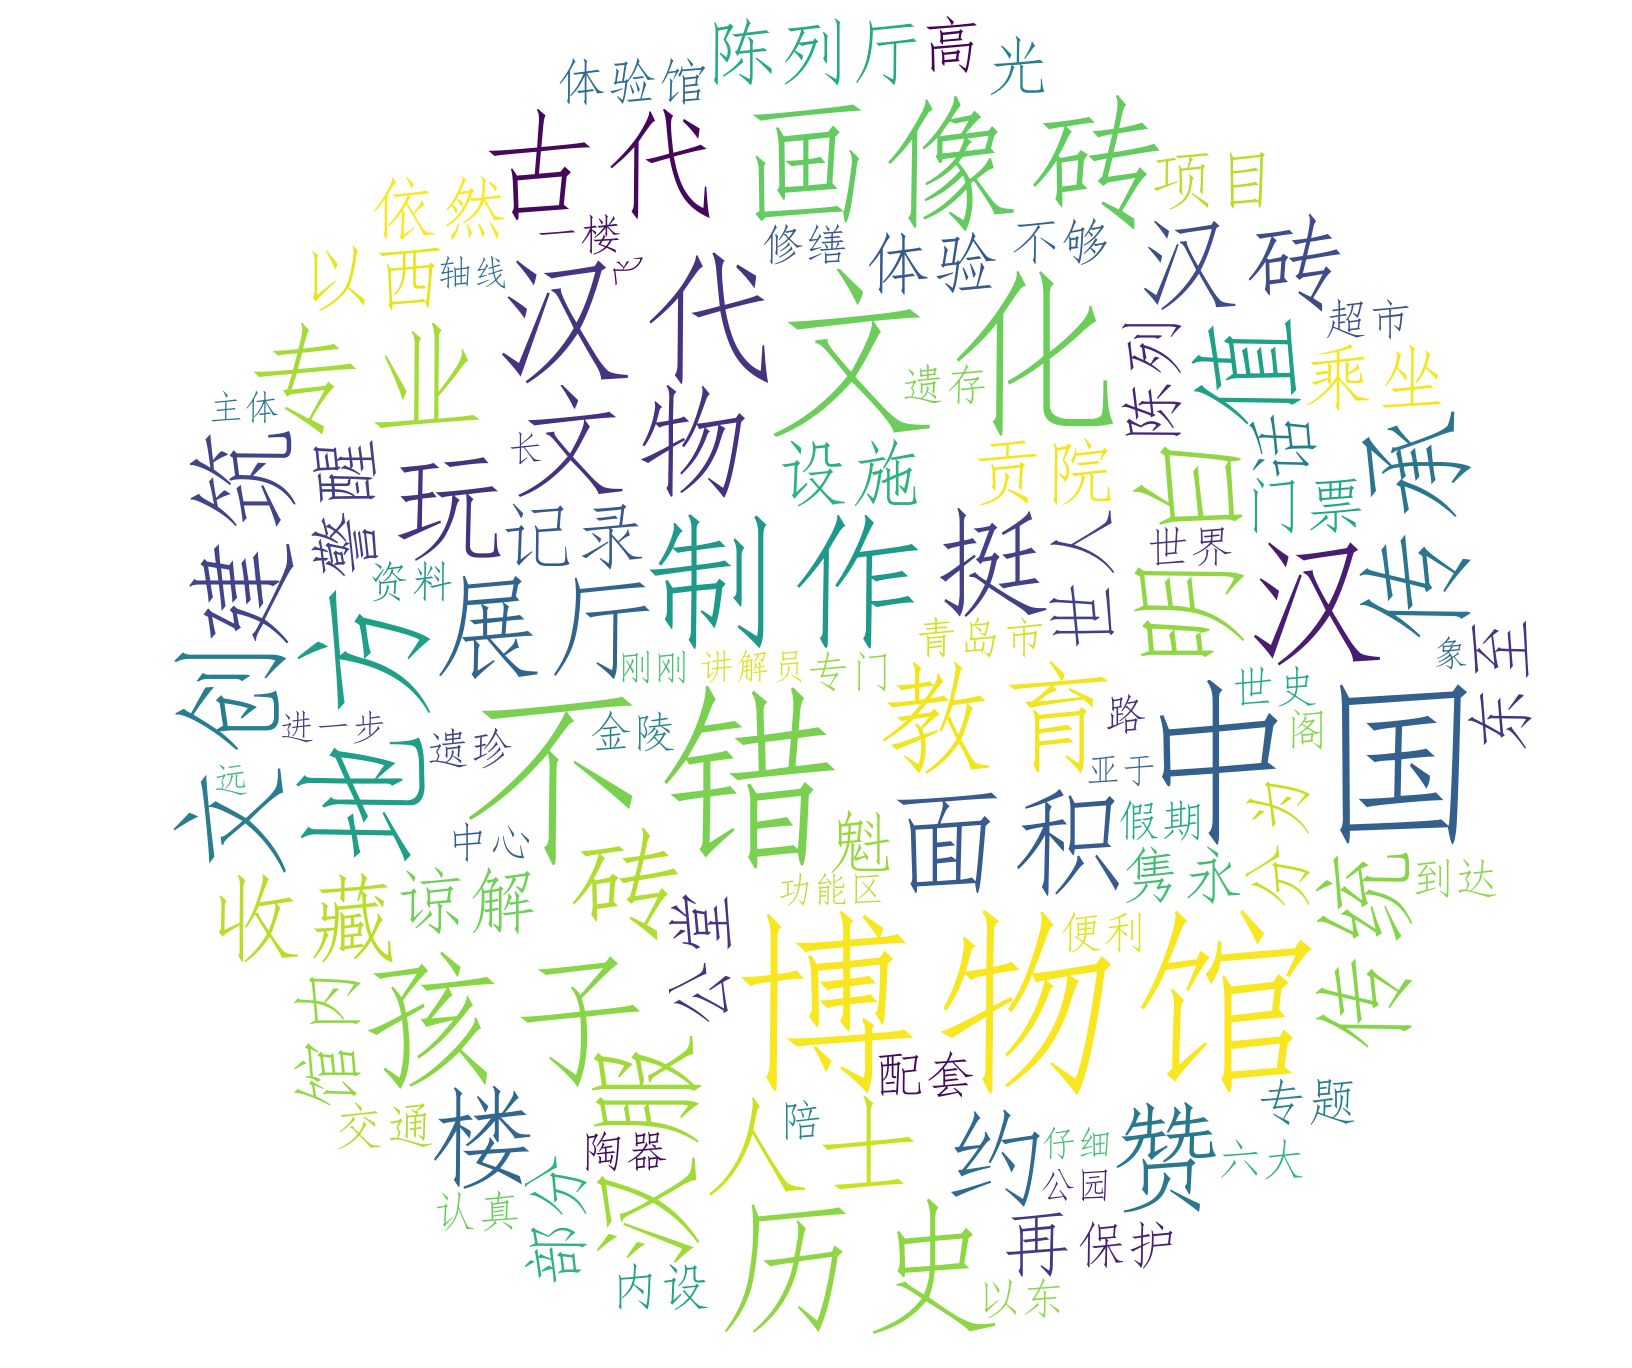 陈列厅
高
光
体验馆
古代
画像砖
项目
依然
一楼
修缮
体验
不够
汉砖
以西
轴线
汉代
文化
超市
专业
陈列
值
乘坐
遗存
主体
文物
长
建筑
警醒
玩
记录
设施
贡院
明白
话
门票
传承
制作
挺
世人
世界
汉
资料
展厅
地方
青岛市
刚刚
讲解员
专门
教育
象
东至
文创
进一步
遗珍
不错
金陵
路
世史
阁
中国
远
亚于
中心
面积
假期
分为
魁
隽永
传统
到达
收藏
谅解
砖
功能区
公堂
博物馆
便利
馆内
孩子
汉服
配套
交通
楼
人士
陪
约
赞
专题
陶器
仔细
公园
六大
认真
部分
历史
再
保护
内设
以东